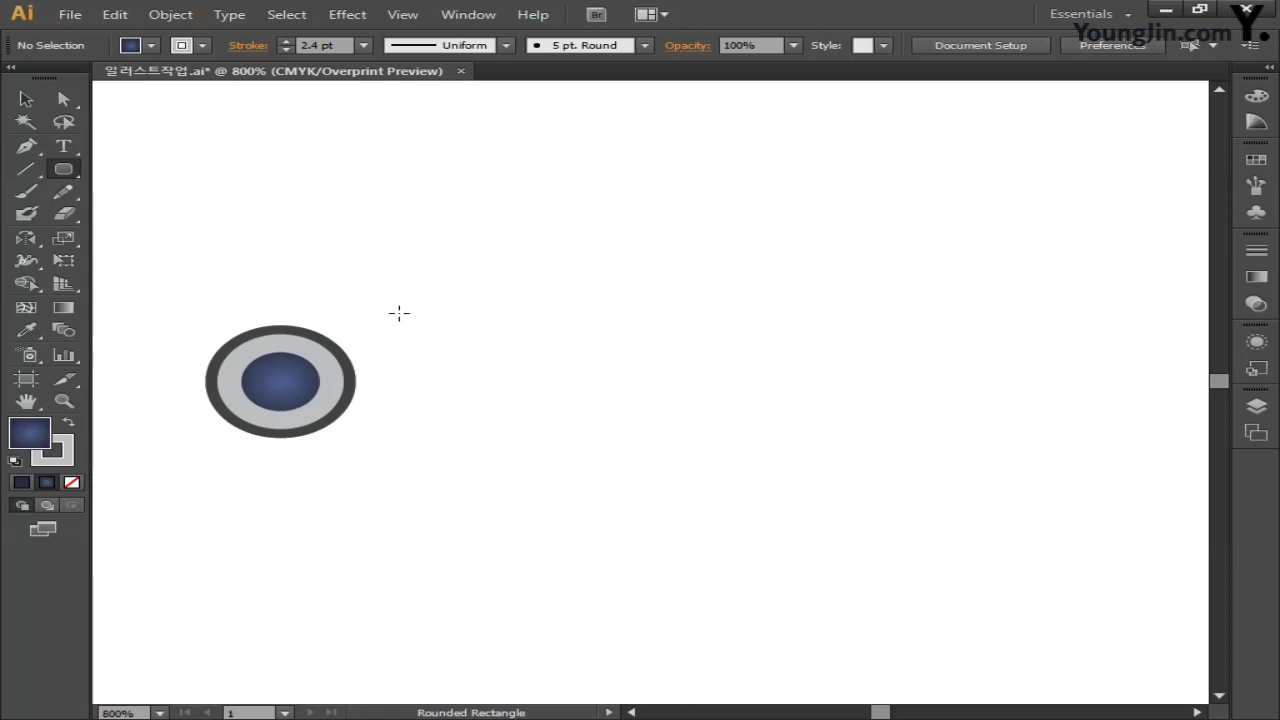 Ai File Edit Object Type Select Effect View Window Help Br Essentials
No Selection Stroke: 2.4 pt Uniform 5 pt. Round Opacity: 100% Style: Document Setup Preferences
YoungJin.com Y.
일러스트작업.ai* @ 800% (CMYK/Overprint Preview) ×
T
800% 1 Rounded Rectangle